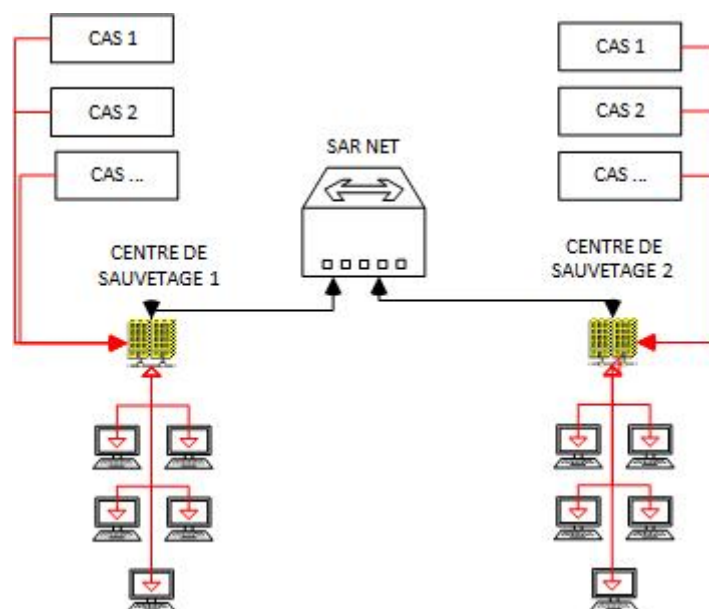 CAS 1
CAS 2
CAS ...
SAR NET
CAS 1
CAS 2
CAS ...
CENTRE DE
SAUVETAGE 1
CENTRE DE
SAUVETAGE 2